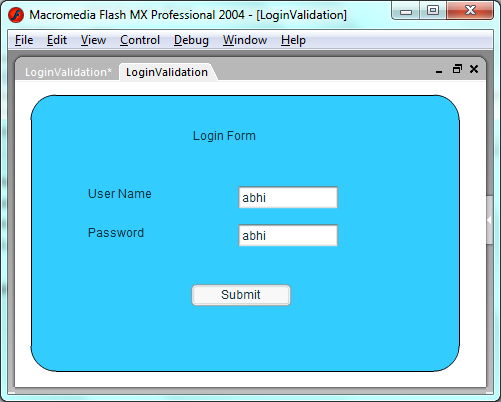 Macromedia Flash MX Professional 2004 - [LoginValidation]
File Edit View Control Debug Window Help
LoginValidation* LoginValidation
Login Form
User Name abhi
Password abhi
Submit